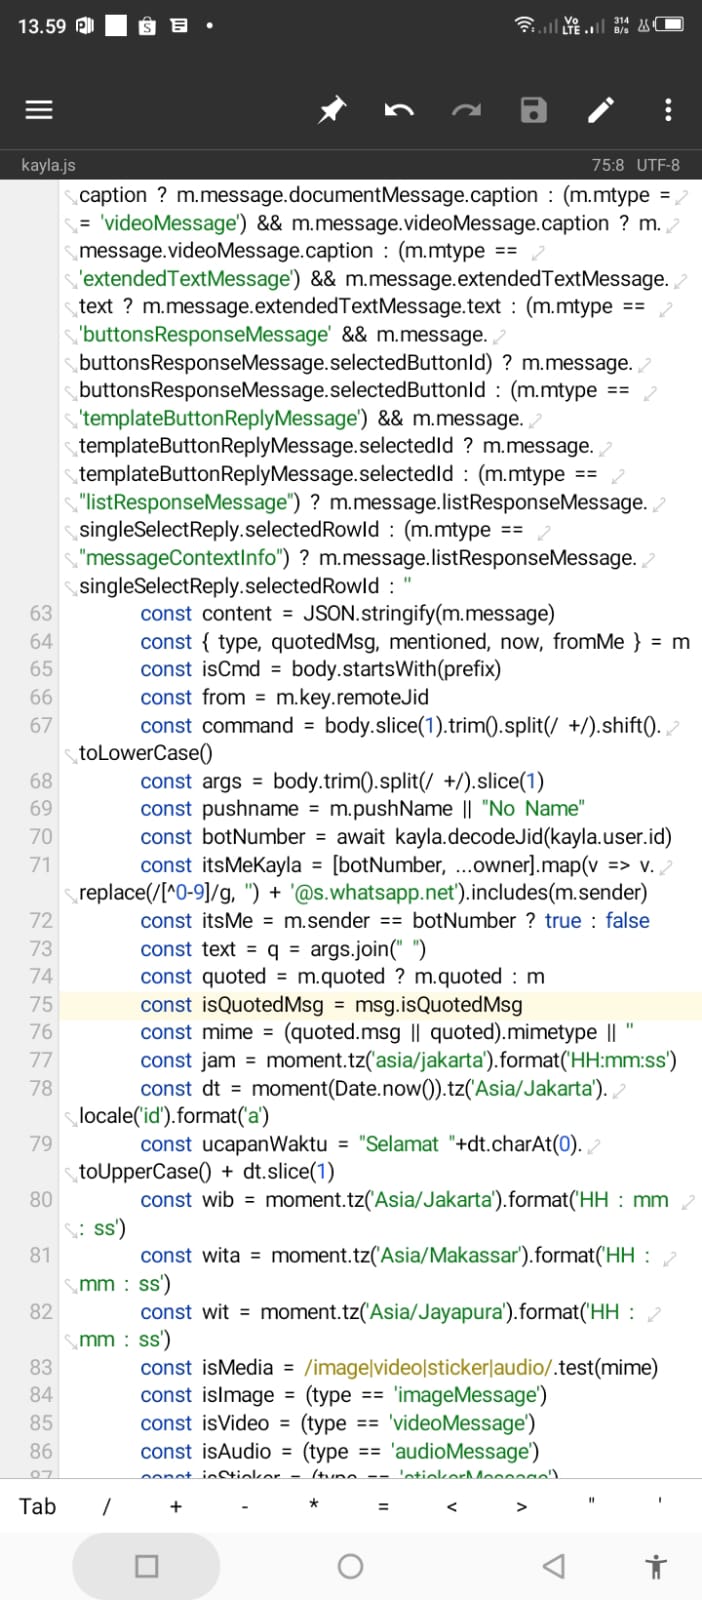 13.59
Vo LTE 314 B/s
kayla.js 75:8 UTF-8
caption ? m.message.documentMessage.caption : (m.mtype =
= 'videoMessage') && m.message.videoMessage.caption ? m.
message.videoMessage.caption : (m.mtype ==
'extendedTextMessage') && m.message.extendedTextMessage.
text ? m.message.extendedTextMessage.text : (m.mtype ==
'buttonsResponseMessage' && m.message.
buttonsResponseMessage.selectedButtonId) ? m.message.
buttonsResponseMessage.selectedButtonId : (m.mtype ==
'templateButtonReplyMessage') && m.message.
templateButtonReplyMessage.selectedId ? m.message.
templateButtonReplyMessage.selectedId : (m.mtype ==
"listResponseMessage") ? m.message.listResponseMessage.
singleSelectReply.selectedRowId : (m.mtype ==
"messageContextInfo") ? m.message.listResponseMessage.
singleSelectReply.selectedRowId : ''
63 const content = JSON.stringify(m.message)
64 const { type, quotedMsg, mentioned, now, fromMe } = m
65 const isCmd = body.startsWith(prefix)
66 const from = m.key.remoteJid
67 const command = body.slice(1).trim().split(/ +/).shift().
toLowerCase()
68 const args = body.trim().split(/ +/).slice(1)
69 const pushname = m.pushName || "No Name"
70 const botNumber = await kayla.decodeJid(kayla.user.id)
71 const itsMeKayla = [botNumber, ...owner].map(v => v.
replace(/[^0-9]/g, '') + '@s.whatsapp.net').includes(m.sender)
72 const itsMe = m.sender == botNumber ? true : false
73 const text = q = args.join(" ")
74 const quoted = m.quoted ? m.quoted : m
75 const isQuotedMsg = msg.isQuotedMsg
76 const mime = (quoted.msg || quoted).mimetype || ''
77 const jam = moment.tz('asia/jakarta').format('HH:mm:ss')
78 const dt = moment(Date.now()).tz('Asia/Jakarta').
locale('id').format('a')
79 const ucapanWaktu = "Selamat "+dt.charAt(0).
toUpperCase() + dt.slice(1)
80 const wib = moment.tz('Asia/Jakarta').format('HH : mm
: ss')
81 const wita = moment.tz('Asia/Makassar').format('HH :
mm : ss')
82 const wit = moment.tz('Asia/Jayapura').format('HH :
mm : ss')
83 const isMedia = /image|video|sticker|audio/.test(mime)
84 const isImage = (type == 'imageMessage')
85 const isVideo = (type == 'videoMessage')
86 const isAudio = (type == 'audioMessage')
87 const isSticker = (type == 'stickerMessage')
Tab / + - * = < > " '